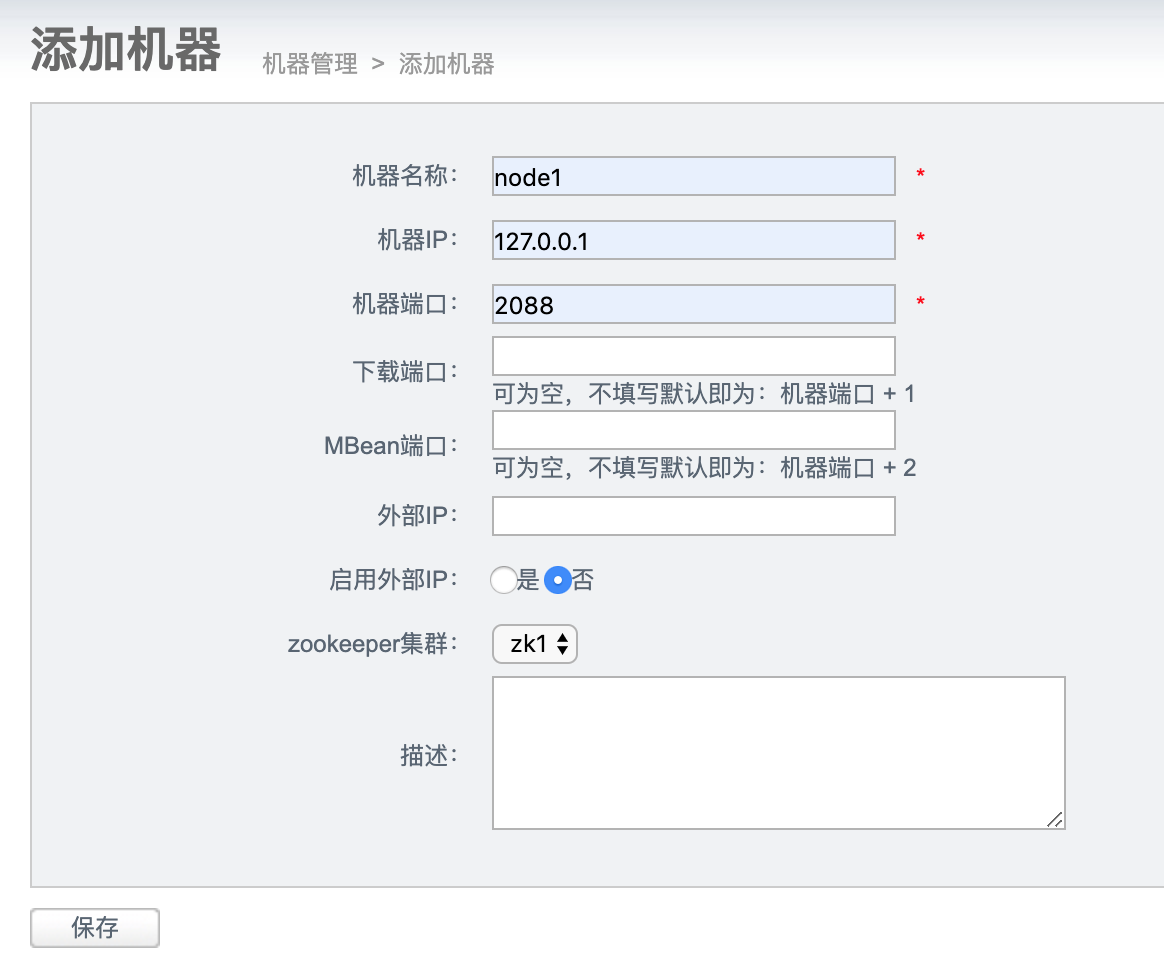 添加机器 机器管理 > 添加机器
机器名称： node1 *
机器IP： 127.0.0.1 *
机器端口： 2088 *
下载端口：
可为空，不填写默认即为：机器端口 + 1
MBean端口：
可为空，不填写默认即为：机器端口 + 2
外部IP：
启用外部IP： 是 否
zookeeper集群： zk1
描述：
保存